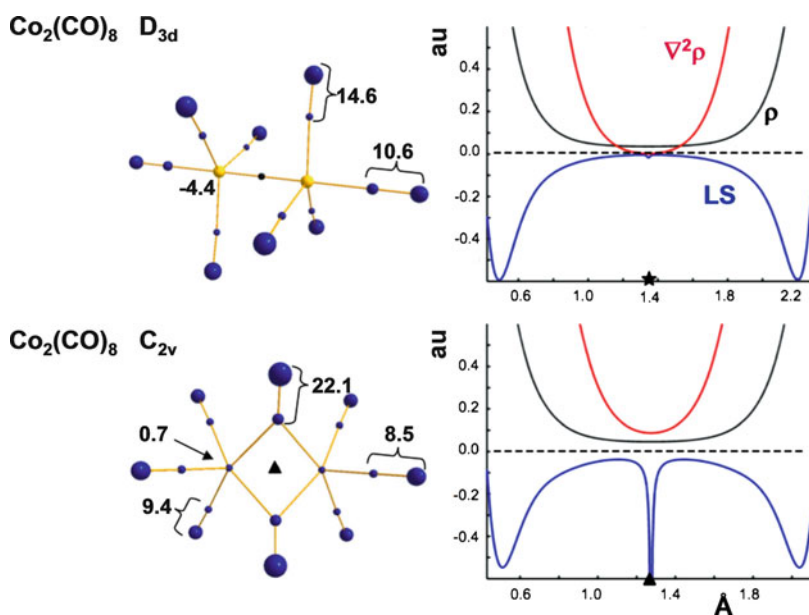 Co₂(CO)₈ D₃d
14.6
10.6
-4.4
au
0.4
0.2
0.0
-0.2
-0.4
∇²ρ
ρ
LS
0.6 1.0 1.4 1.8 2.2
Co₂(CO)₈ C₂v
22.1
0.7
8.5
9.4
au
0.4
0.2
0.0
-0.2
-0.4
0.6 1.0 1.4 1.8
Å